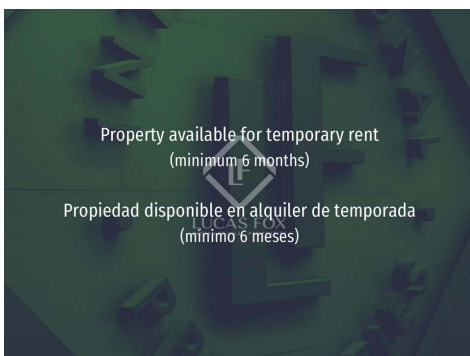 Property available for temporary rent
(minimum 6 months)
LF
Propiedad disponible en alquiler de temporada
LUCAS FOX
(mínimo 6 meses)